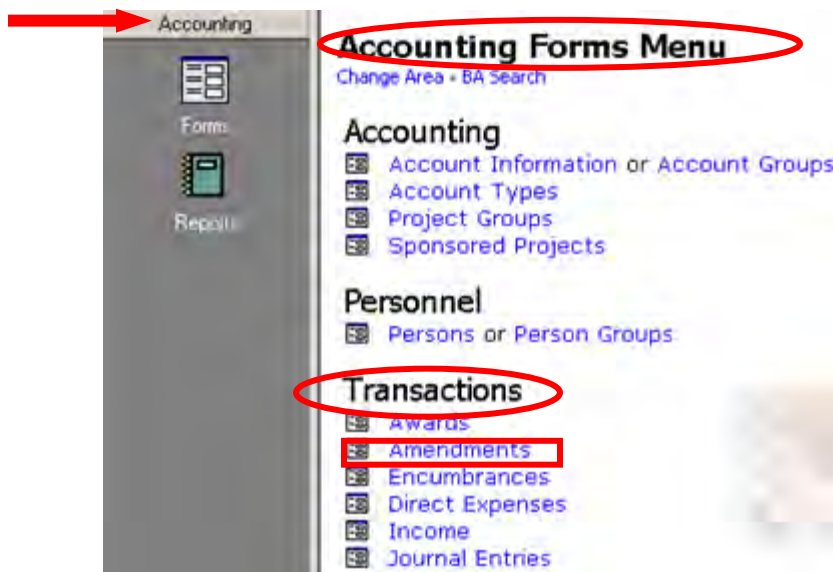 Accounting
Forms
Reports
Accounting Forms Menu
Change Area - BA Search
Accounting
Account Information or Account Groups
Account Types
Project Groups
Sponsored Projects
Personnel
Persons or Person Groups
Transactions
Awards
Amendments
Encumbrances
Direct Expenses
Income
Journal Entries